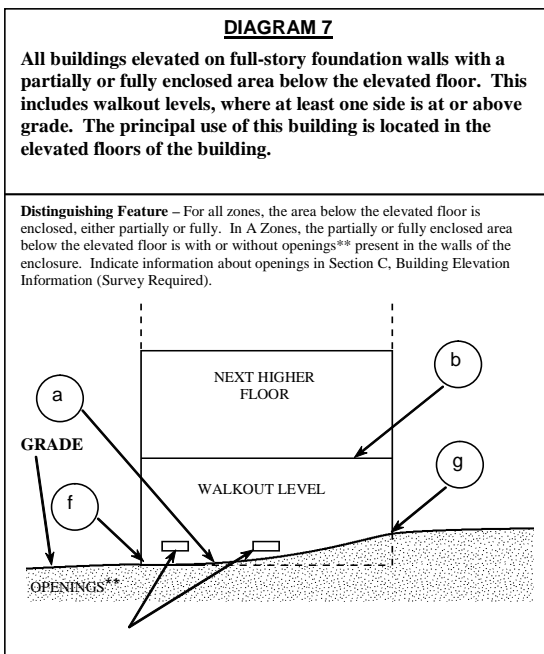 DIAGRAM 7
All buildings elevated on full-story foundation walls with a
partially or fully enclosed area below the elevated floor.  This
includes walkout levels, where at least one side is at or above
grade.  The principal use of this building is located in the
elevated floors of the building.
Distinguishing Feature – For all zones, the area below the elevated floor is
enclosed, either partially or fully.  In A Zones, the partially or fully enclosed area
below the elevated floor is with or without openings** present in the walls of the
enclosure.  Indicate information about openings in Section C, Building Elevation
Information (Survey Required).
NEXT HIGHER
FLOOR
b
a
GRADE
g
WALKOUT LEVEL
f
OPENINGS**